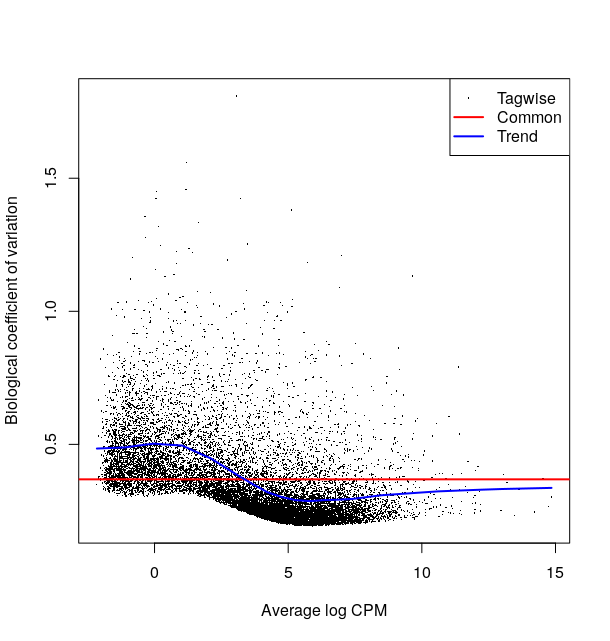 Tagwise
Common
Trend
Biological coefficient of variation
1.5
1.0
0.5
0
5
10
15
Average log CPM